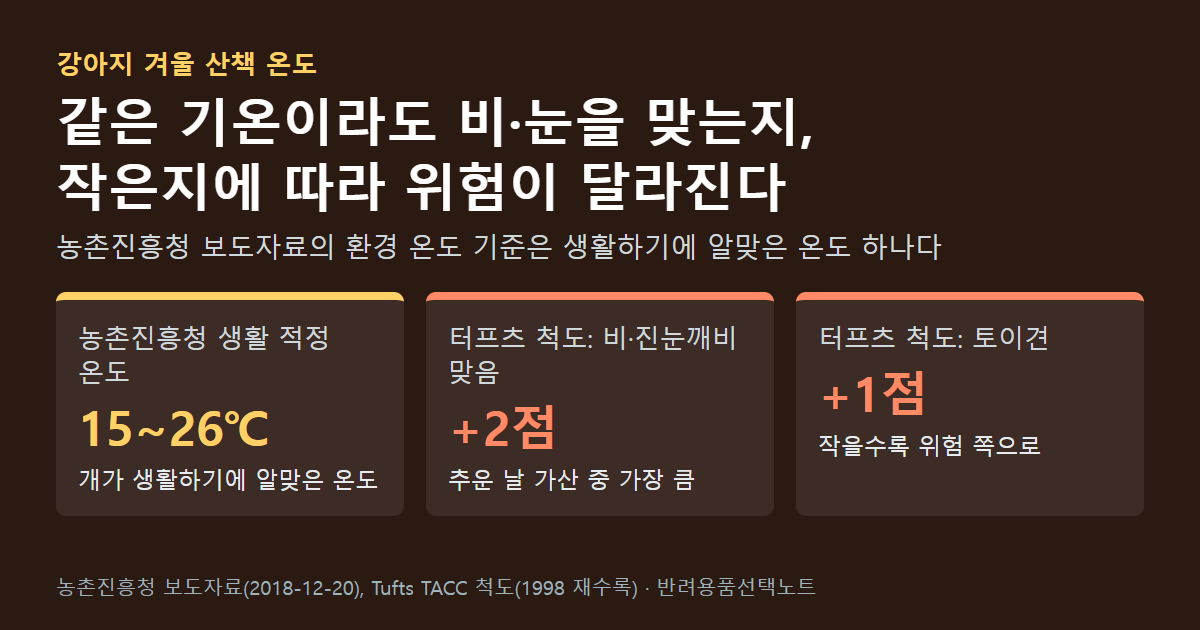 강아지 겨울 산책 온도
같은 기온이라도 비·눈을 맞는지,
작은지에 따라 위험이 달라진다
농촌진흥청 보도자료의 환경 온도 기준은 생활하기에 알맞은 온도 하나다
농촌진흥청 생활 적정
온도
15~26℃
개가 생활하기에 알맞은 온도
터프츠 척도: 비·진눈깨비
맞음
+2점
추운 날 가산 중 가장 큼
터프츠 척도: 토이견
+1점
작을수록 위험 쪽으로
농촌진흥청 보도자료(2018-12-20), Tufts TACC 척도(1998 재수록) · 반려용품선택노트